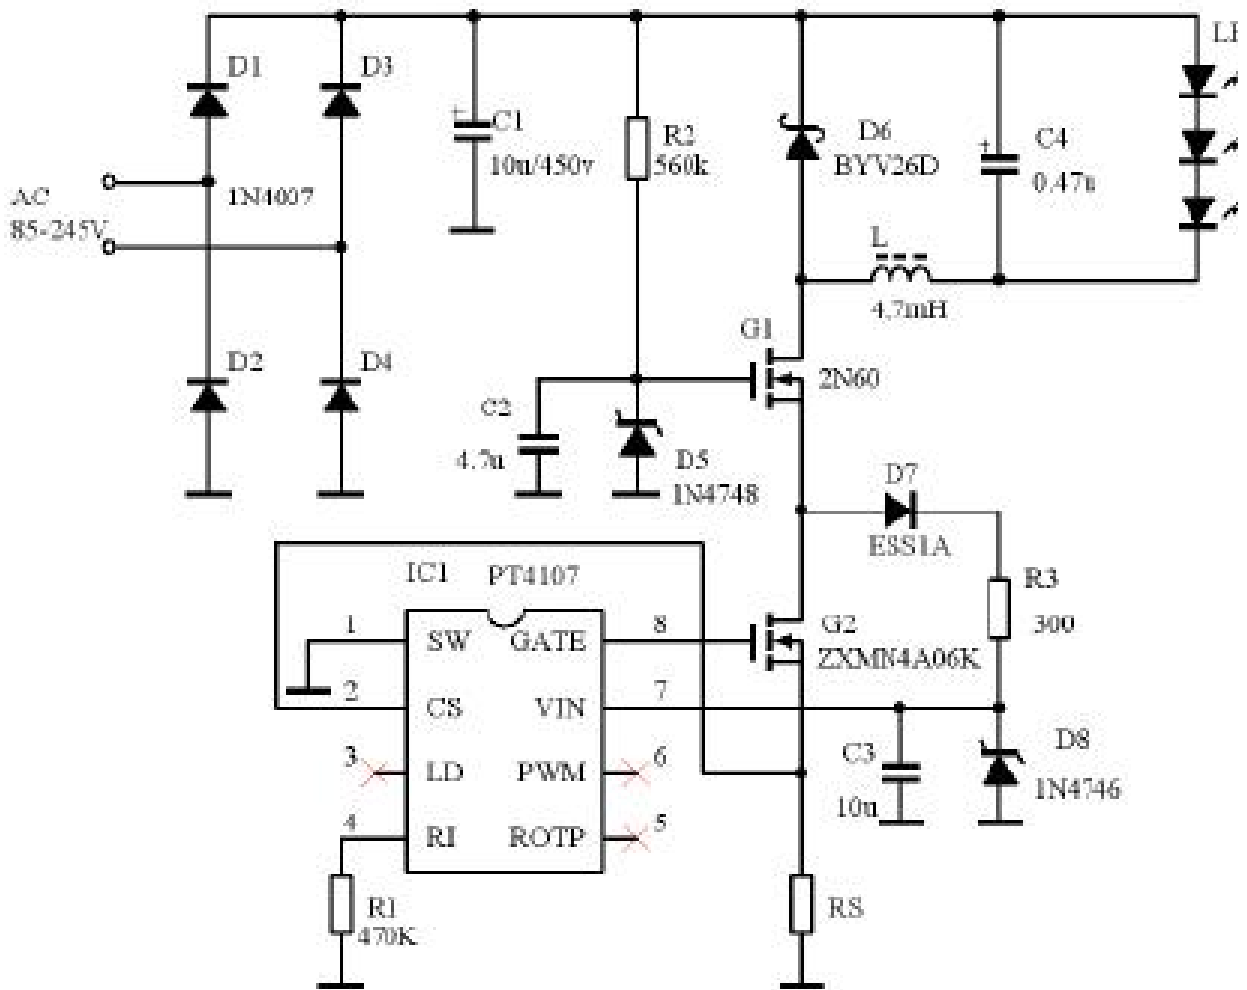 D1
D3
D6
BYV26D
C4
0.47u
C1
10u/450v
R2
560k
AC
85-245V
1N4007
L
4.7mH
G1
2N60
D2
D4
C2
4.7u
D5
1N4748
D7
ESS1A
IC1 PT4107
R3
300
1 SW GATE 8
G2
ZXMN4A06K
2 CS VIN 7
3 LD PWM 6
C3
10u
D8
1N4746
4 RI ROTP 5
R1
470K
RS